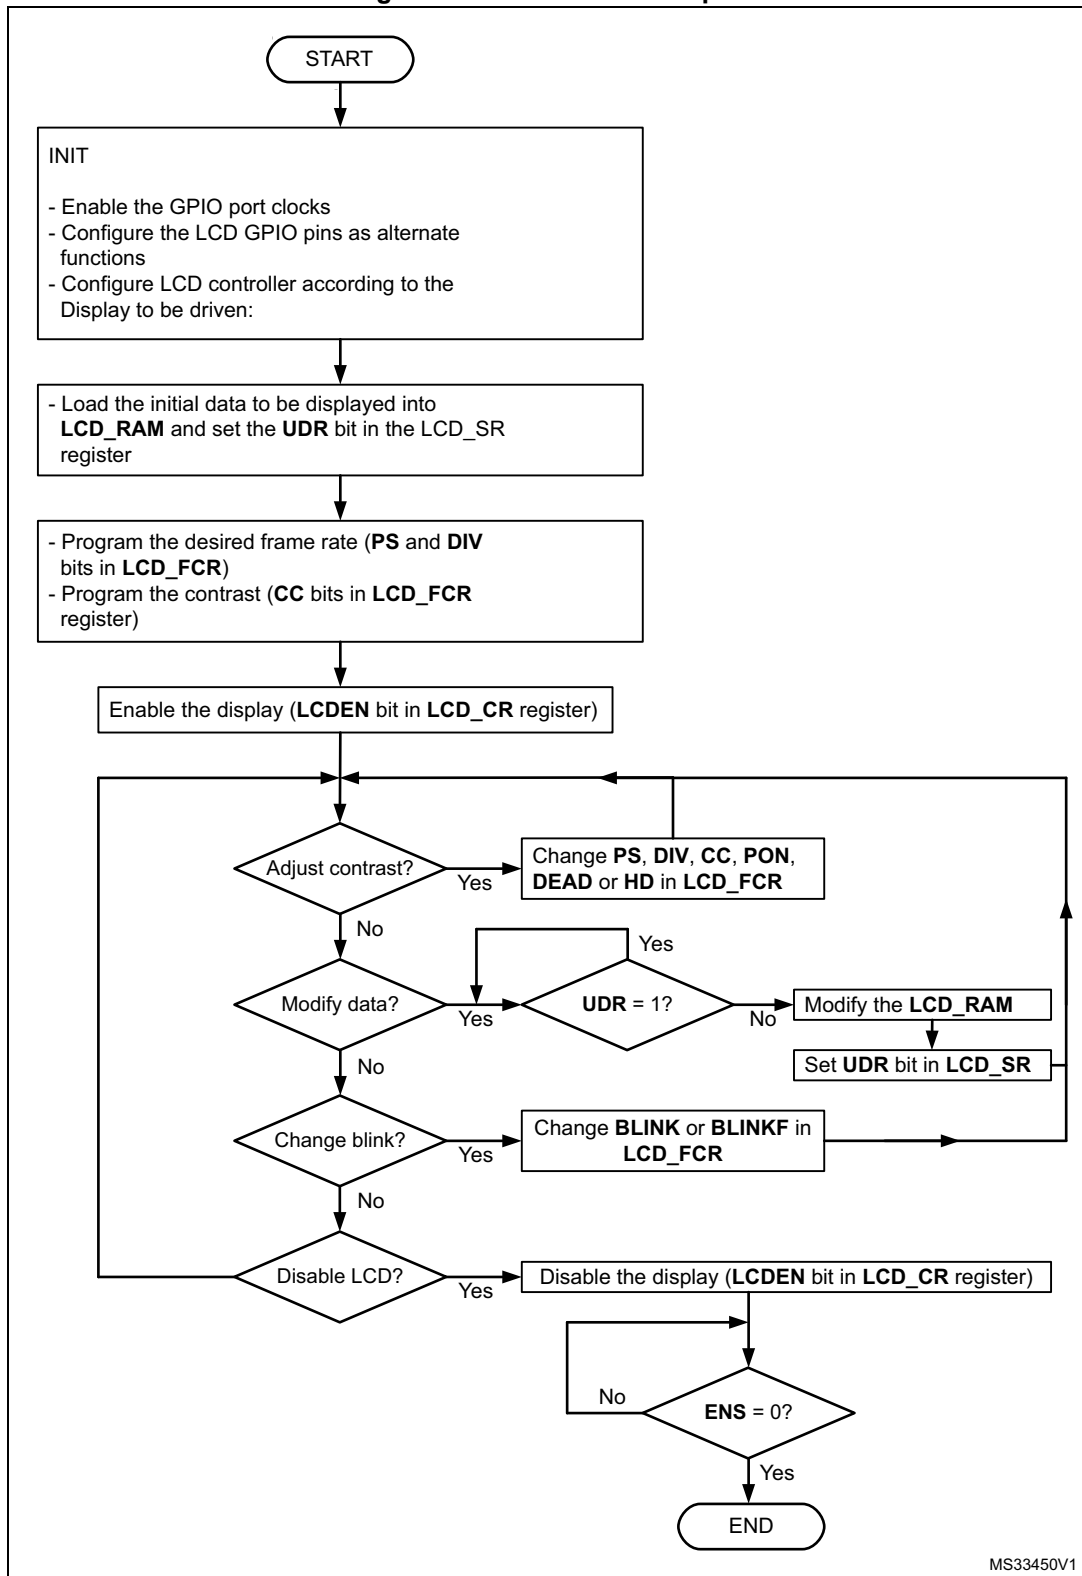 START
INIT
- Enable the GPIO port clocks
- Configure the LCD GPIO pins as alternate
functions
- Configure LCD controller according to the
Display to be driven:
- Load the initial data to be displayed into
LCD_RAM and set the UDR bit in the LCD_SR
register
- Program the desired frame rate (PS and DIV
bits in LCD_FCR)
- Program the contrast (CC bits in LCD_FCR
register)
Enable the display (LCDEN bit in LCD_CR register)
Adjust contrast?
Yes
Change PS, DIV, CC, PON,
DEAD or HD in LCD_FCR
No
Modify data?
Yes
UDR = 1?
Yes
No
Modify the LCD_RAM
Set UDR bit in LCD_SR
No
Change blink?
Yes
Change BLINK or BLINKF in
LCD_FCR
No
Disable LCD?
Yes
Disable the display (LCDEN bit in LCD_CR register)
No
ENS = 0?
Yes
END
MS33450V1